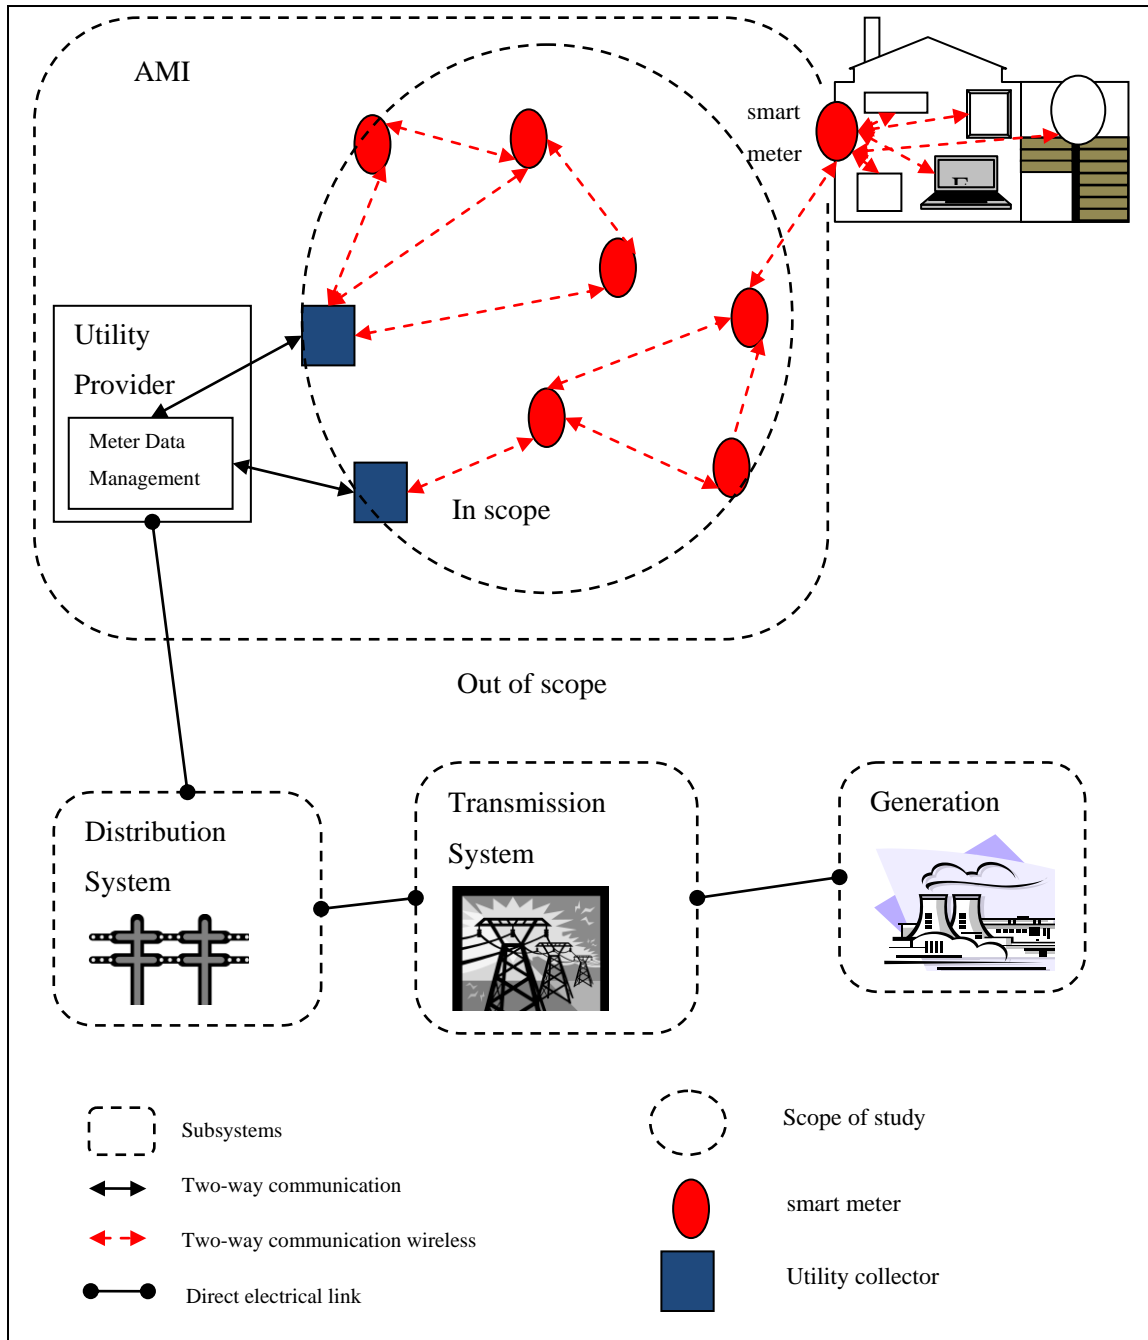 AMI
smart
meter
Utility
Provider
Meter Data
Management
In scope
Out of scope
Distribution
System
Transmission
System
Generation
Subsystems
Two-way communication
Two-way communication wireless
Direct electrical link
Scope of study
smart meter
Utility collector